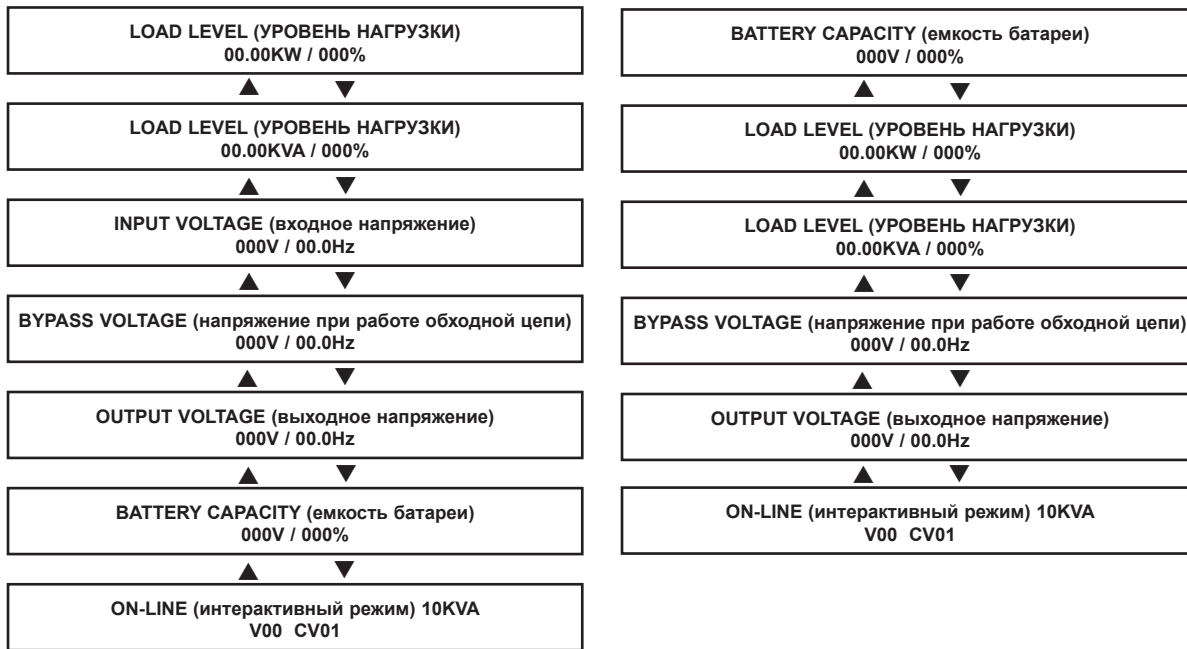 LOAD LEVEL (УРОВЕНЬ НАГРУЗКИ)
00.00KW / 000%
LOAD LEVEL (УРОВЕНЬ НАГРУЗКИ)
00.00KVA / 000%
INPUT VOLTAGE (входное напряжение)
000V / 00.0Hz
BYPASS VOLTAGE (напряжение при работе обходной цепи)
000V / 00.0Hz
OUTPUT VOLTAGE (выходное напряжение)
000V / 00.0Hz
BATTERY CAPACITY (емкость батареи)
000V / 000%
ON-LINE (интерактивный режим) 10KVA
V00 CV01
BATTERY CAPACITY (емкость батареи)
000V / 000%
LOAD LEVEL (УРОВЕНЬ НАГРУЗКИ)
00.00KW / 000%
LOAD LEVEL (УРОВЕНЬ НАГРУЗКИ)
00.00KVA / 000%
BYPASS VOLTAGE (напряжение при работе обходной цепи)
000V / 00.0Hz
OUTPUT VOLTAGE (выходное напряжение)
000V / 00.0Hz
ON-LINE (интерактивный режим) 10KVA
V00 CV01